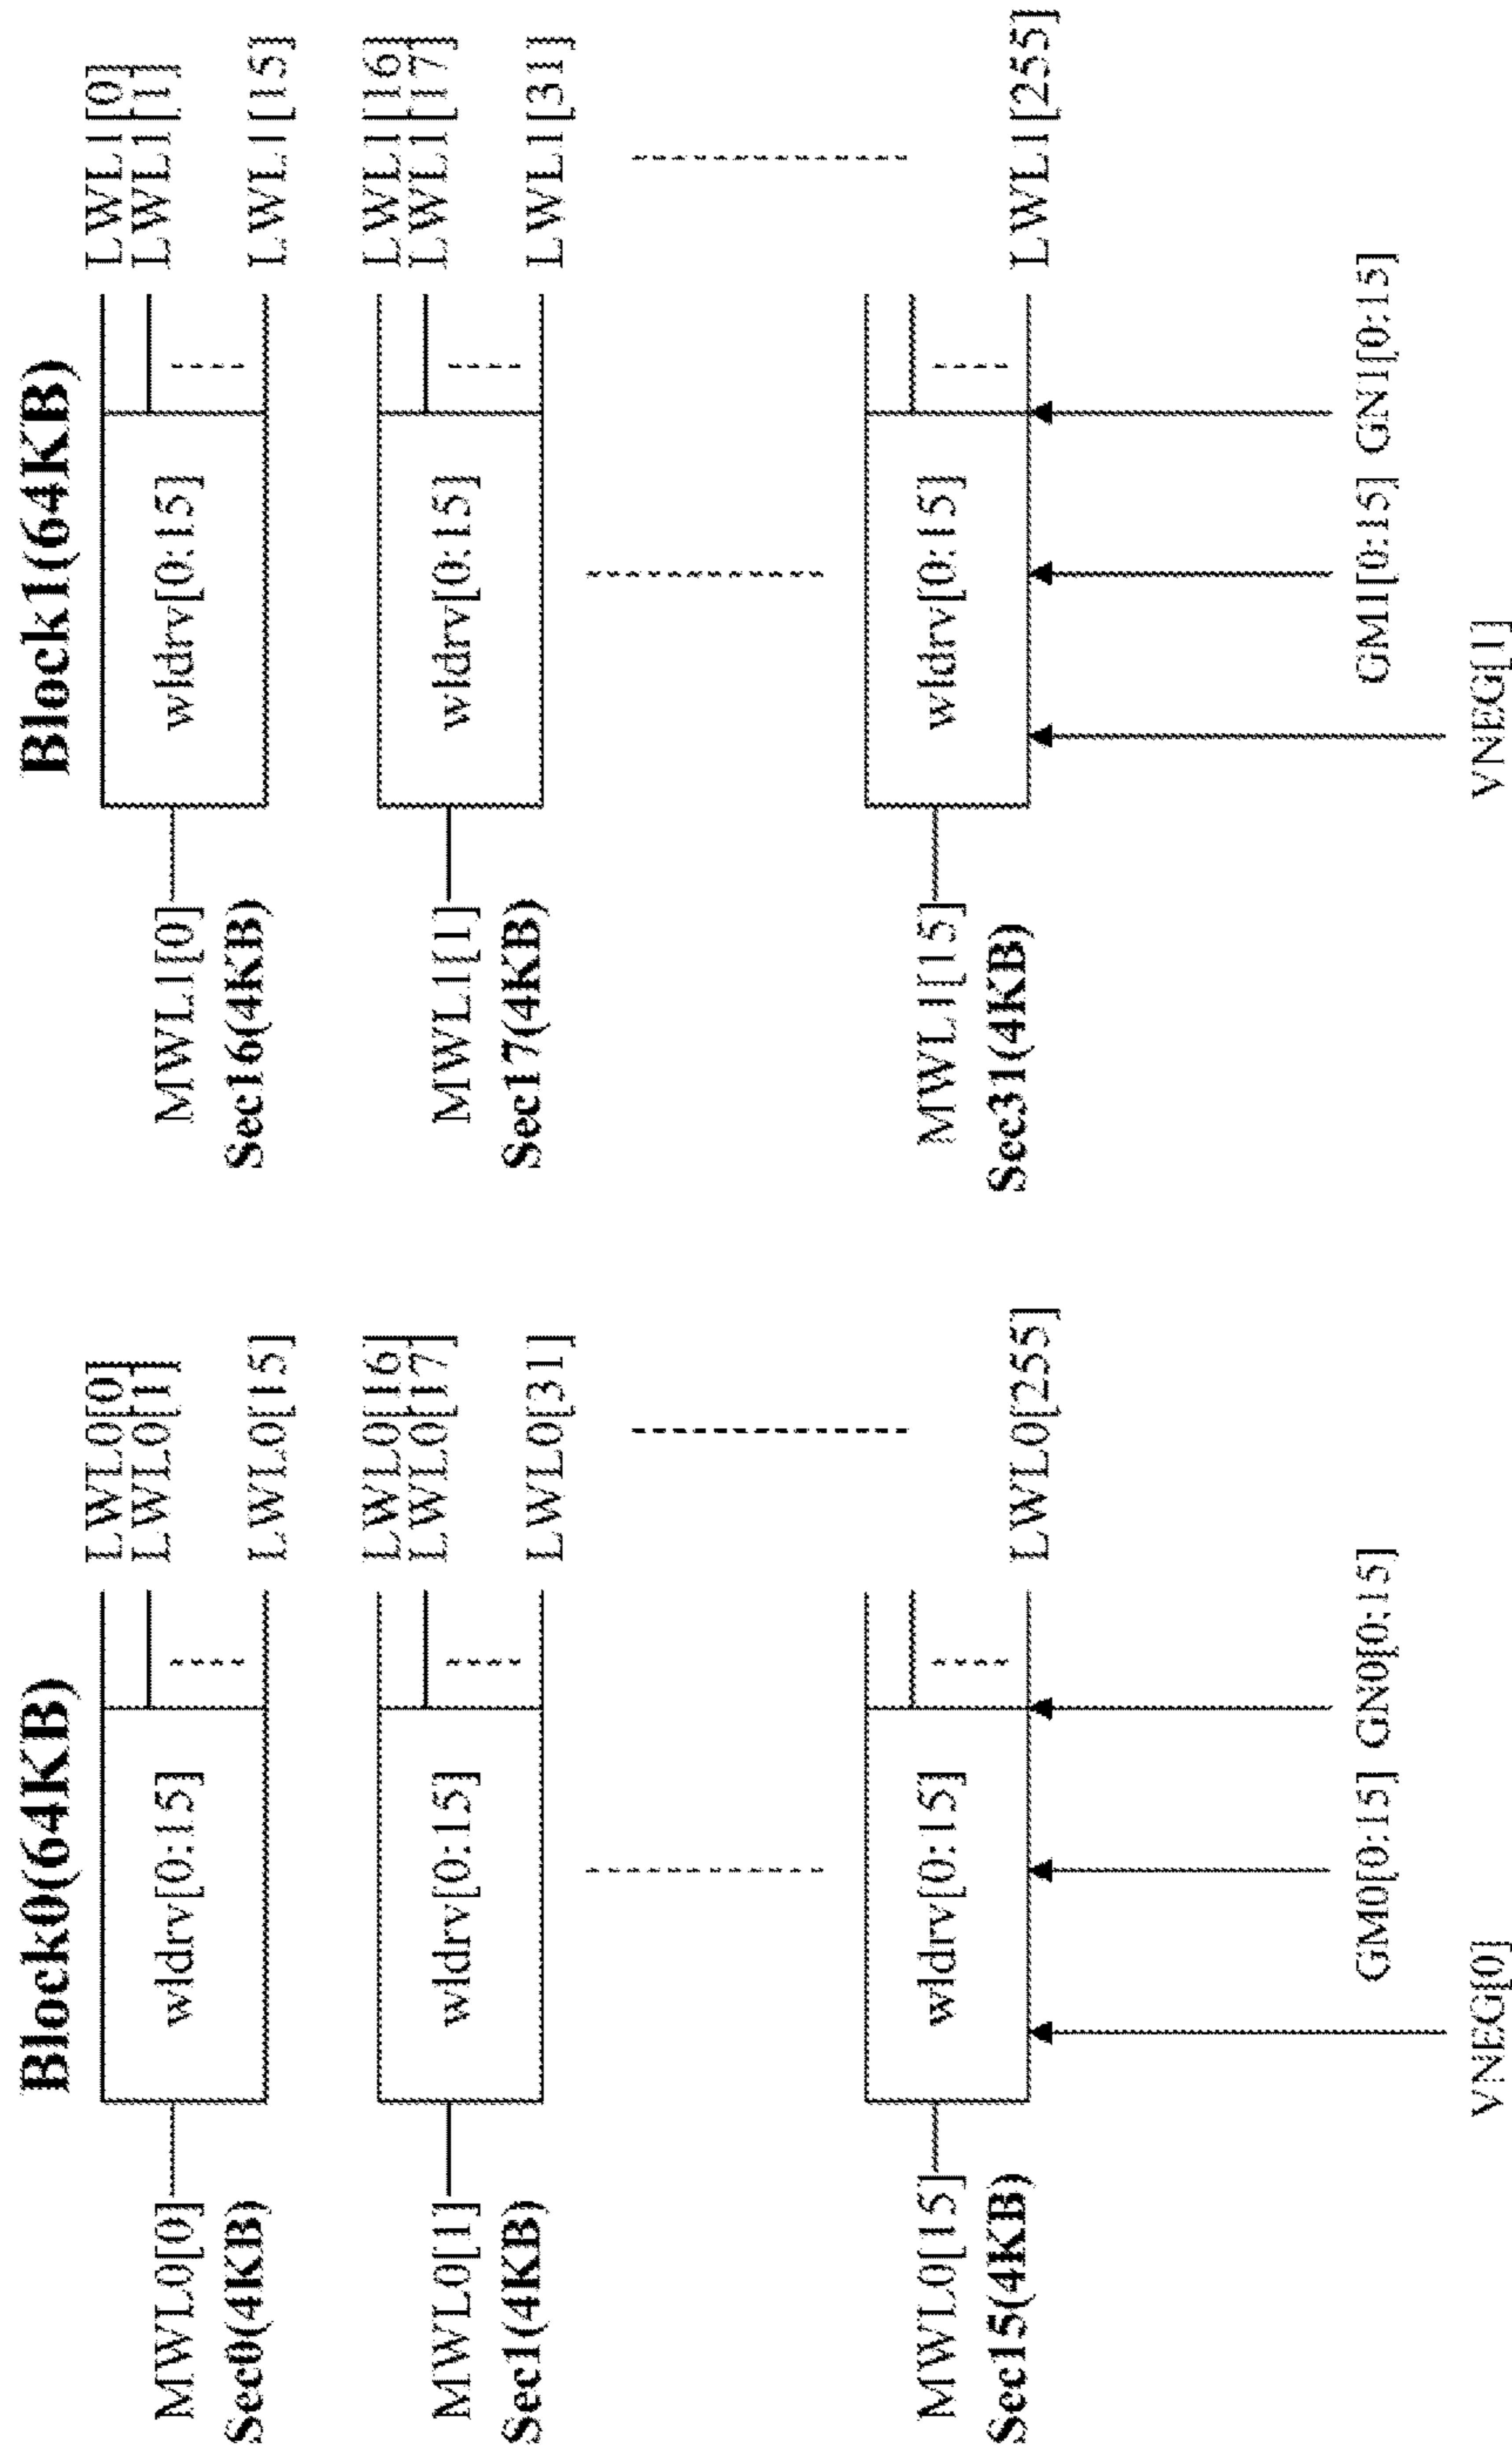 Block0(64KB)
LWL0[0]
LWL0[1]
MWL0[0]
wldrv[0:15]
Sec0(4KB)
LWL0[15]
LWL0[16]
LWL0[17]
MWL0[1]
wldrv[0:15]
Sec1(4KB)
LWL0[31]
MWL0[15]
wldrv[0:15]
Sec15(4KB)
LWL0[255]
GM0[0:15]
GN0[0:15]
VNEG[0]
Block1(64KB)
LWL1[0]
LWL1[1]
MWL1[0]
wldrv[0:15]
Sec16(4KB)
LWL1[15]
LWL1[16]
LWL1[17]
MWL1[1]
wldrv[0:15]
Sec17(4KB)
LWL1[31]
MWL1[15]
wldrv[0:15]
Sec31(4KB)
LWL1[255]
GM1[0:15]
GN1[0:15]
VNEG[1]